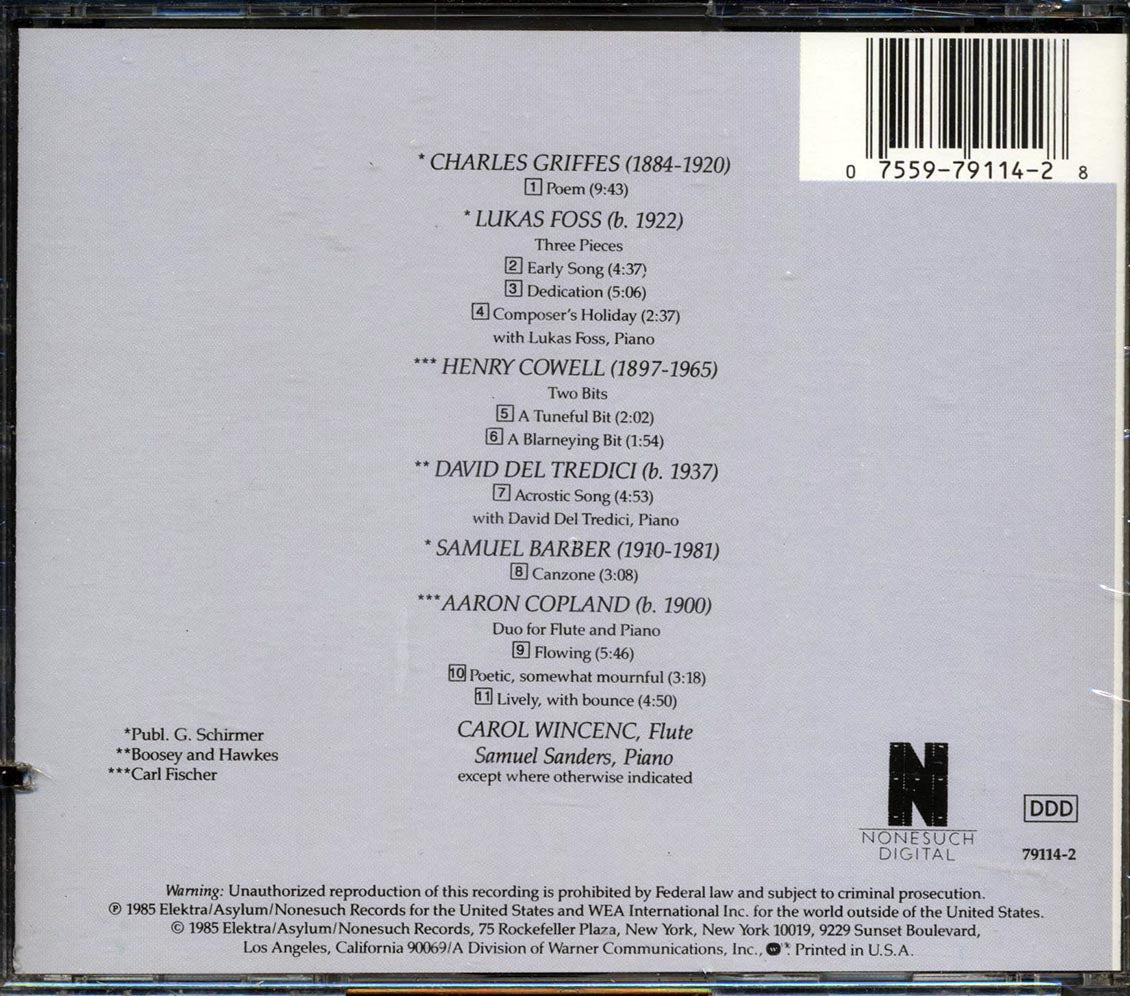 0 7559-79114-2 8
* CHARLES GRIFFES (1884-1920)
1 Poem (9:43)
* LUKAS FOSS (b. 1922)
Three Pieces
2 Early Song (4:37)
3 Dedication (5:06)
4 Composer's Holiday (2:37)
with Lukas Foss, Piano
*** HENRY COWELL (1897-1965)
Two Bits
5 A Tuneful Bit (2:02)
6 A Blarneying Bit (1:54)
** DAVID DEL TREDICI (b. 1937)
7 Acrostic Song (4:53)
with David Del Tredici, Piano
* SAMUEL BARBER (1910-1981)
8 Canzone (3:08)
*** AARON COPLAND (b. 1900)
Duo for Flute and Piano
9 Flowing (5:46)
10 Poetic, somewhat mournful (3:18)
11 Lively, with bounce (4:50)
CAROL WINCENC, Flute
Samuel Sanders, Piano
except where otherwise indicated
*Publ. G. Schirmer
**Boosey and Hawkes
***Carl Fischer
N
NONESUCH
DIGITAL
DDD
79114-2
Warning: Unauthorized reproduction of this recording is prohibited by Federal law and subject to criminal prosecution.
℗ 1985 Elektra/Asylum/Nonesuch Records for the United States and WEA International Inc. for the world outside of the United States.
© 1985 Elektra/Asylum/Nonesuch Records, 75 Rockefeller Plaza, New York, New York 10019, 9229 Sunset Boulevard,
Los Angeles, California 90069/A Division of Warner Communications, Inc., w *. Printed in U.S.A.